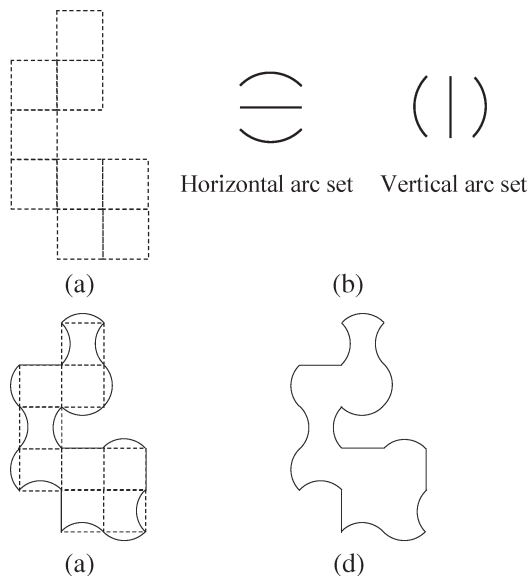 Horizontal arc set
Vertical arc set
(a)
(b)
(a)
(d)